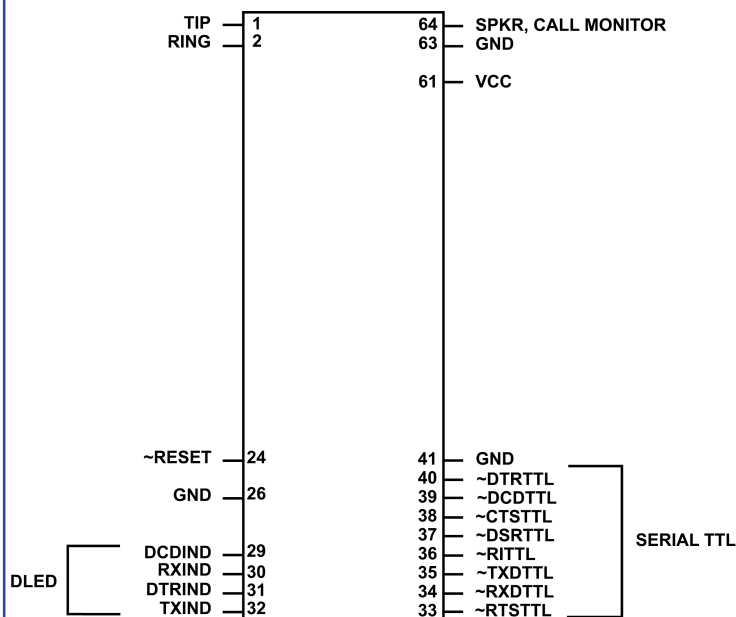 TIP 1
RING 2
64 SPKR, CALL MONITOR
63 GND
61 VCC
~RESET 24
GND 26
DLED
DCDIND 29
RXIND 30
DTRIND 31
TXIND 32
41 GND
40 ~DTRTTL
39 ~DCDTTL
38 ~CTSTTL
37 ~DSRTTL
36 ~RITTL
35 ~TXDTTL
34 ~RXDTTL
33 ~RTSTTL
SERIAL TTL